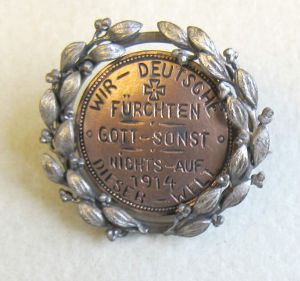 WIR - DEUTSCHE
FÜRCHTEN
GOTT - SONST
NICHTS - AUF
1914
DIESER - WELT